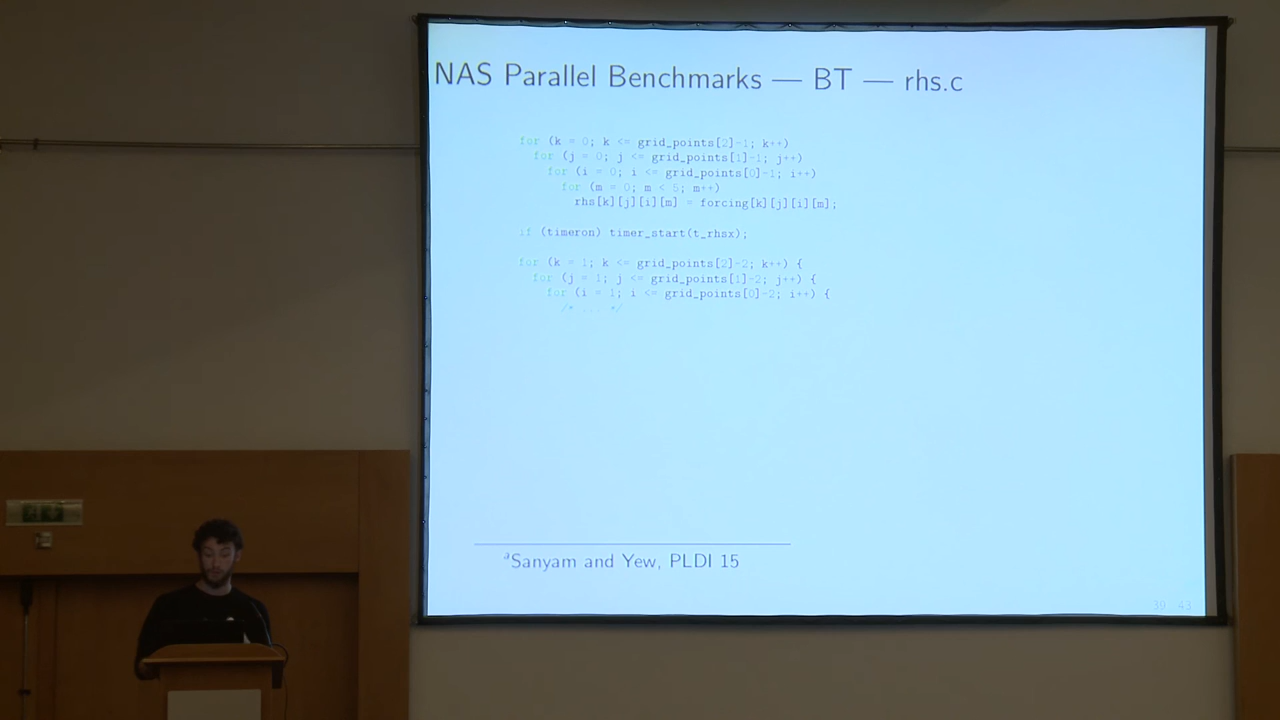 NAS Parallel Benchmarks — BT — rhs.c
for (k = 0; k <= grid_points[2]-1; k++)
for (j = 0; j <= grid_points[1]-1; j++)
for (i = 0; i <= grid_points[0]-1; i++)
for (m = 0; m < 5; m++)
rhs[k][j][i][m] = forcing[k][j][i][m];
if (timeron) timer_start(t_rhsx);
for (k = 1; k <= grid_points[2]-2; k++) {
for (j = 1; j <= grid_points[1]-2; j++) {
for (i = 1; i <= grid_points[0]-2; i++) {
/* ... */
ᵃSanyam and Yew, PLDI 15
39 43